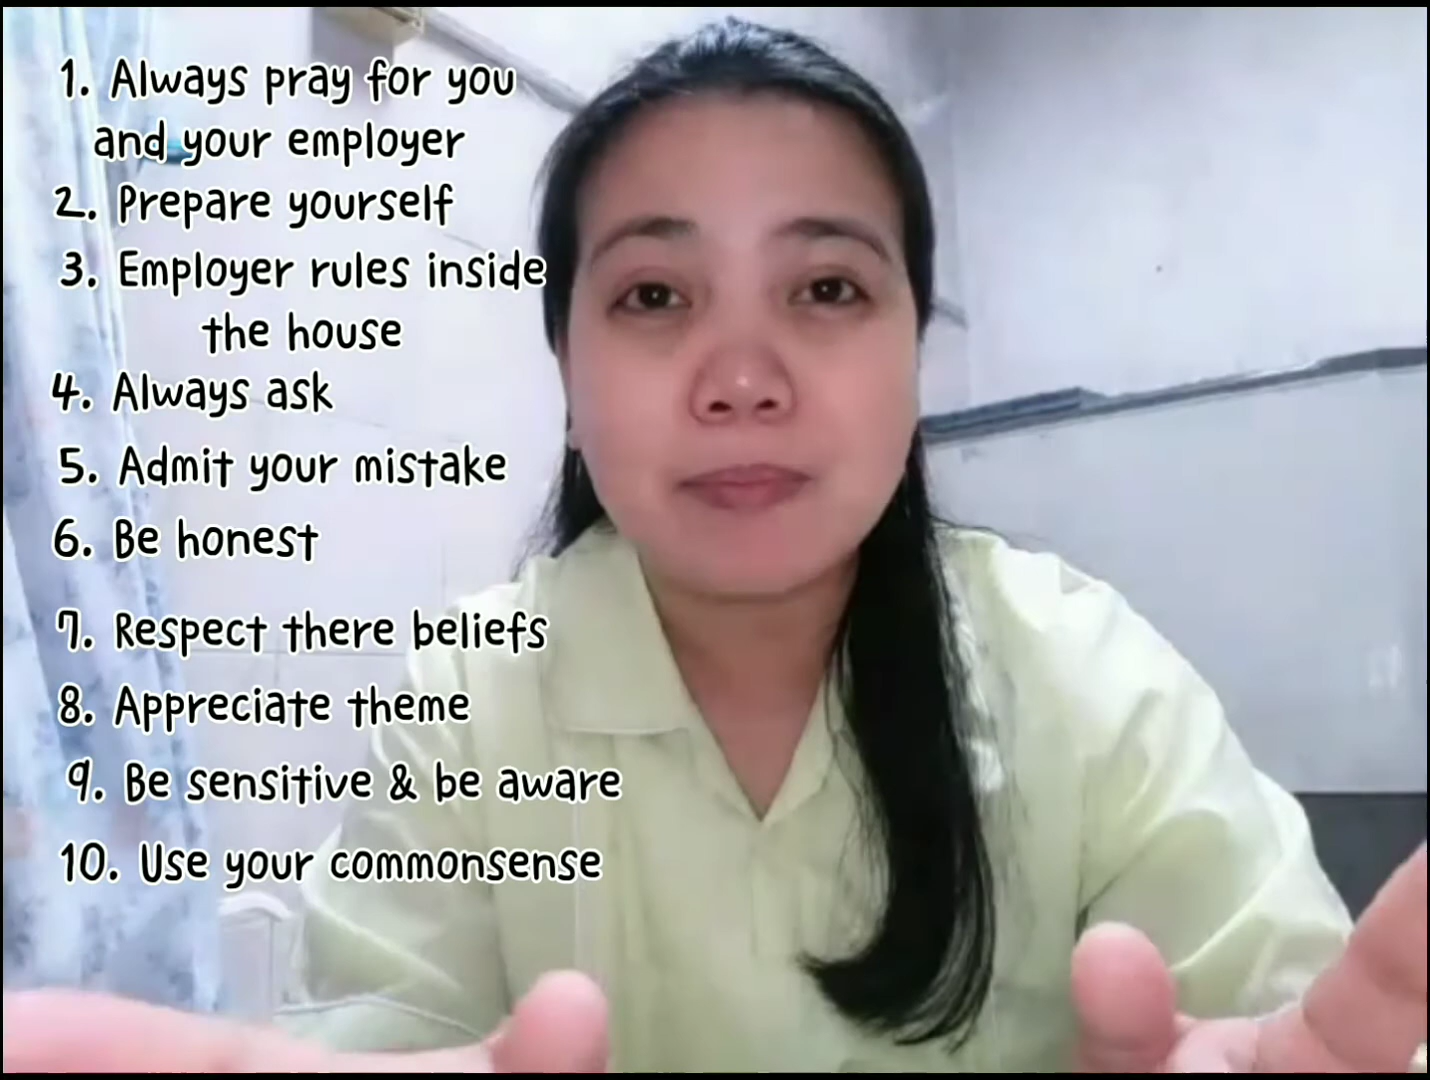 1. Always pray for you
and your employer
2. Prepare yourself
3. Employer rules inside
the house
4. Always ask
5. Admit your mistake
6. Be honest
7. Respect there beliefs
8. Appreciate theme
9. Be sensitive & be aware
10. Use your commonsense